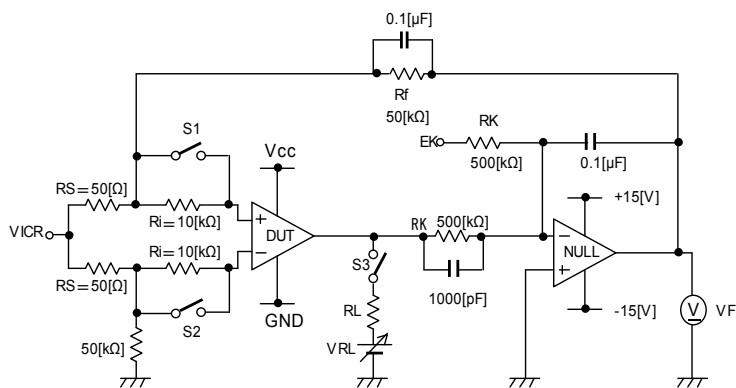 0.1[μF]
Rf
50[kΩ]
S1
RK
EK
500[kΩ]
0.1[μF]
Vcc
RS=50[Ω]
Ri=10[kΩ]
+15[V]
VICR
+
DUT
−
RK
500[kΩ]
−
NULL
+
Ri=10[kΩ]
RS=50[Ω]
S3
1000[pF]
S2
GND
-15[V]
V
VF
RL
50[kΩ]
VRL